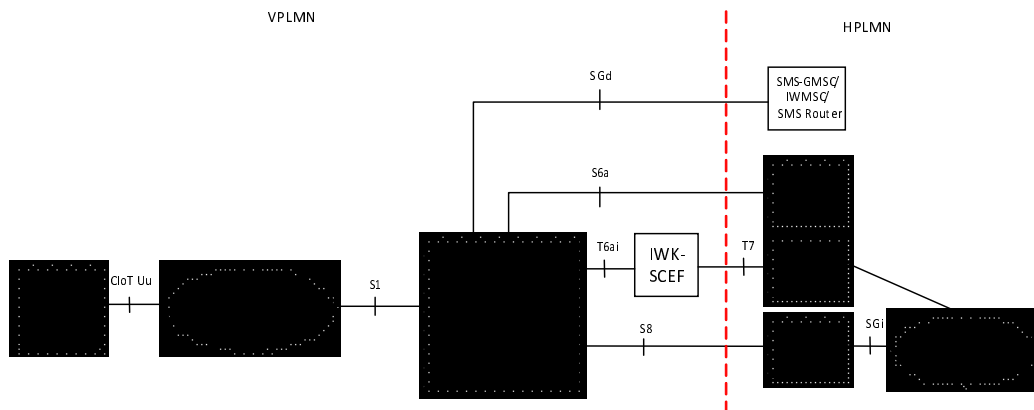 VPLMN
HPLMN
SGd
SMS-GMSC/
IWMSC/
SMS Router
S6a
T6ai
IWK-
SCEF
T7
CIoT Uu
S1
S8
SGi